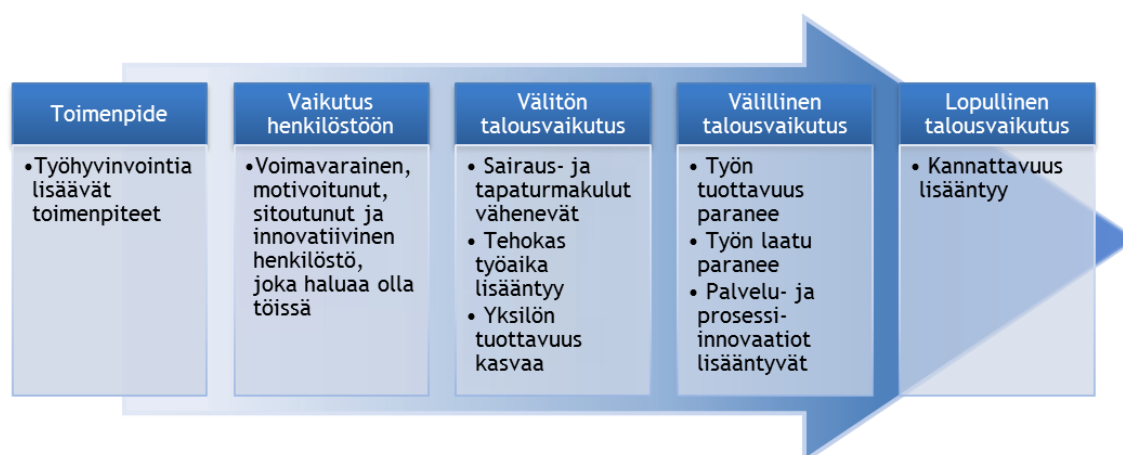 Toimenpide
•Työhyvinvointia
lisäävät
toimenpiteet
Vaikutus
henkilöstöön
•Voimavarainen,
motivoitunut,
sitoutunut ja
innovatiivinen
henkilöstö,
joka haluaa olla
töissä
Välitön
talousvaikutus
• Sairaus- ja
tapaturmakulut
vähenevät
• Tehokas
työaika
lisääntyy
• Yksilön
tuottavuus
kasvaa
Välillinen
talousvaikutus
• Työn
tuottavuus
paranee
• Työn laatu
paranee
• Palvelu- ja
prosessi-
innovaatiot
lisääntyvät
Lopullinen
talousvaikutus
• Kannattavuus
lisääntyy